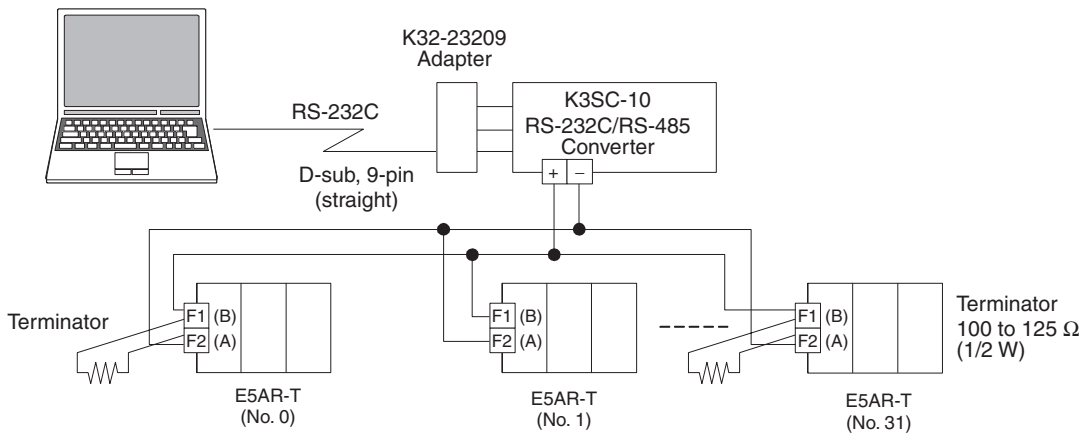 K32-23209
Adapter
K3SC-10
RS-232C/RS-485
Converter
RS-232C
D-sub, 9-pin
(straight)
+ −
Terminator
F1 (B)
F2 (A)
E5AR-T
(No. 0)
F1 (B)
F2 (A)
E5AR-T
(No. 1)
F1 (B)
F2 (A)
E5AR-T
(No. 31)
Terminator
100 to 125 Ω
(1/2 W)